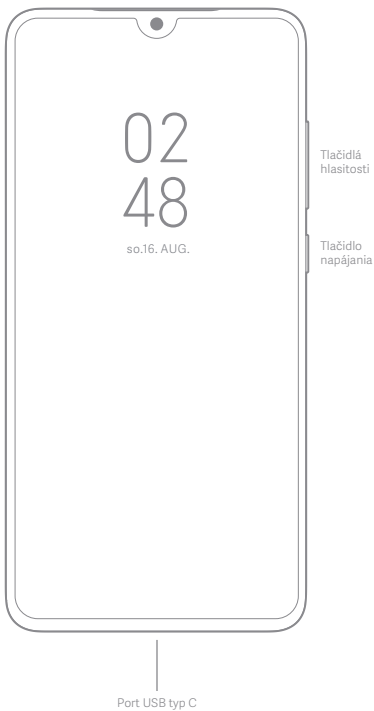 02
48
so.16. AUG.
Tlačidlá
hlasitosti
Tlačidlo
napájania
Port USB typ C